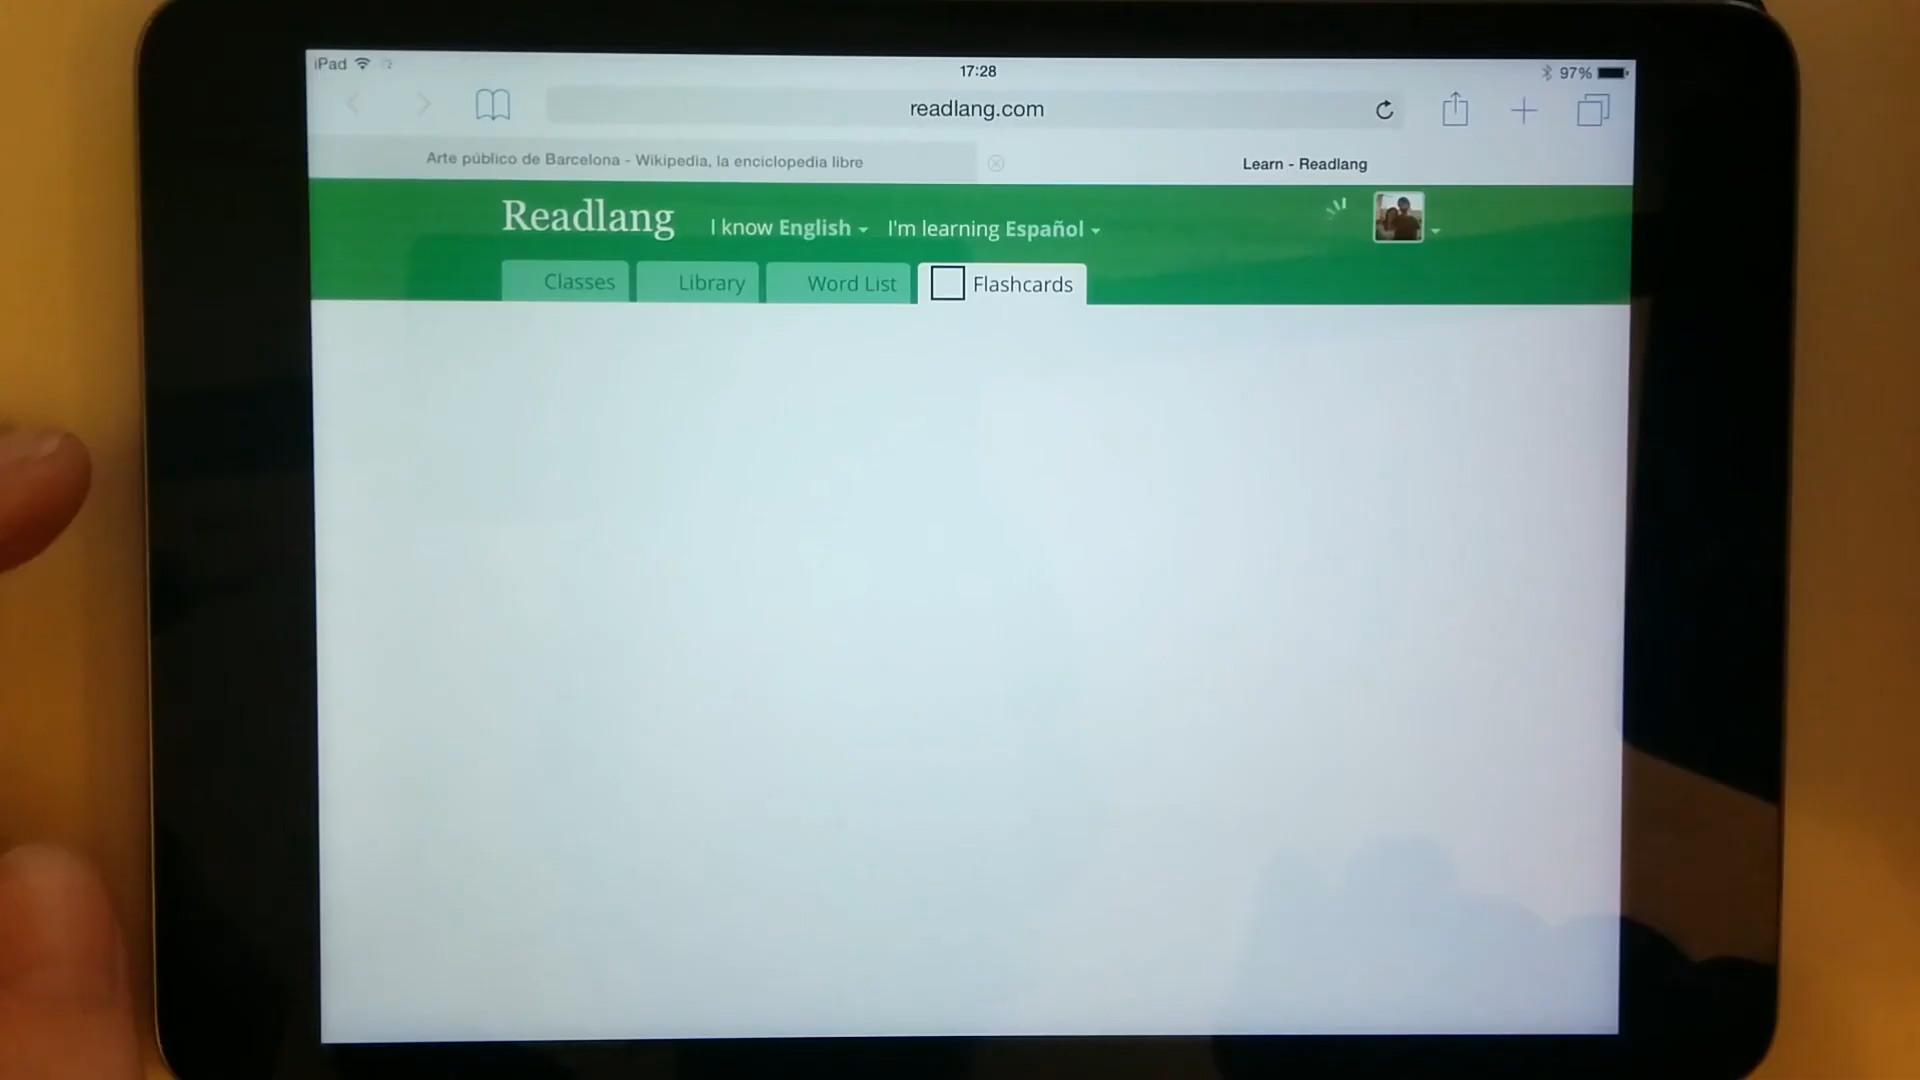 iPad
17:28
97%
readlang.com
Arte público de Barcelona - Wikipedia, la enciclopedia libre
Learn - Readlang
Readlang
I know English
I'm learning Español
Classes
Library
Word List
Flashcards